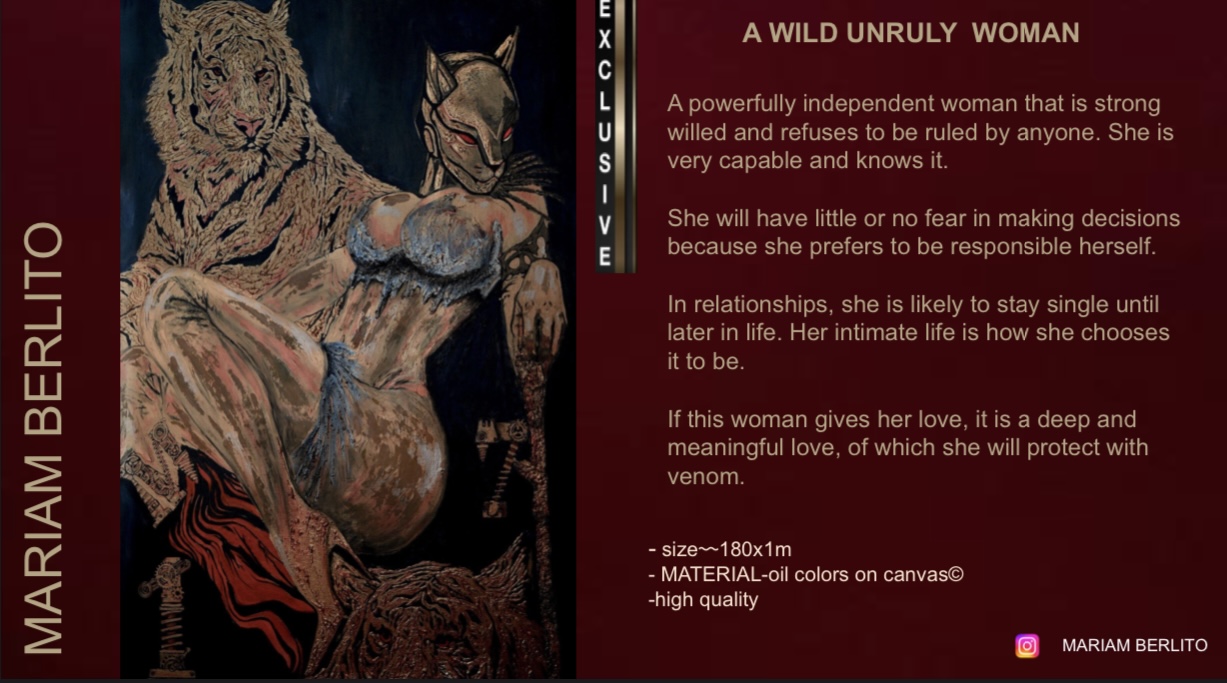 MARIAM BERLITO
EXCLUSIVE
A WILD UNRULY WOMAN
A powerfully independent woman that is strong
willed and refuses to be ruled by anyone. She is
very capable and knows it.
She will have little or no fear in making decisions
because she prefers to be responsible herself.
In relationships, she is likely to stay single until
later in life. Her intimate life is how she chooses
it to be.
If this woman gives her love, it is a deep and
meaningful love, of which she will protect with
venom.
- size~~180x1m
- MATERIAL-oil colors on canvas©
-high quality
MARIAM BERLITO